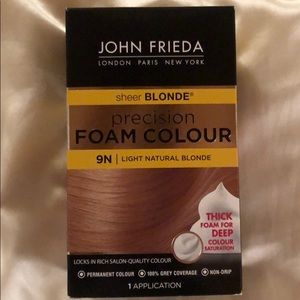 JOHN FRIEDA
LONDON PARIS NEW YORK
sheer BLONDE®
precision
FOAM COLOUR
9N | LIGHT NATURAL BLONDE
THICK
FOAM FOR
DEEP
COLOUR
SATURATION
LOCKS IN RICH SALON-QUALITY COLOUR
• PERMANENT COLOUR • 100% GREY COVERAGE • NON-DRIP
1 APPLICATION